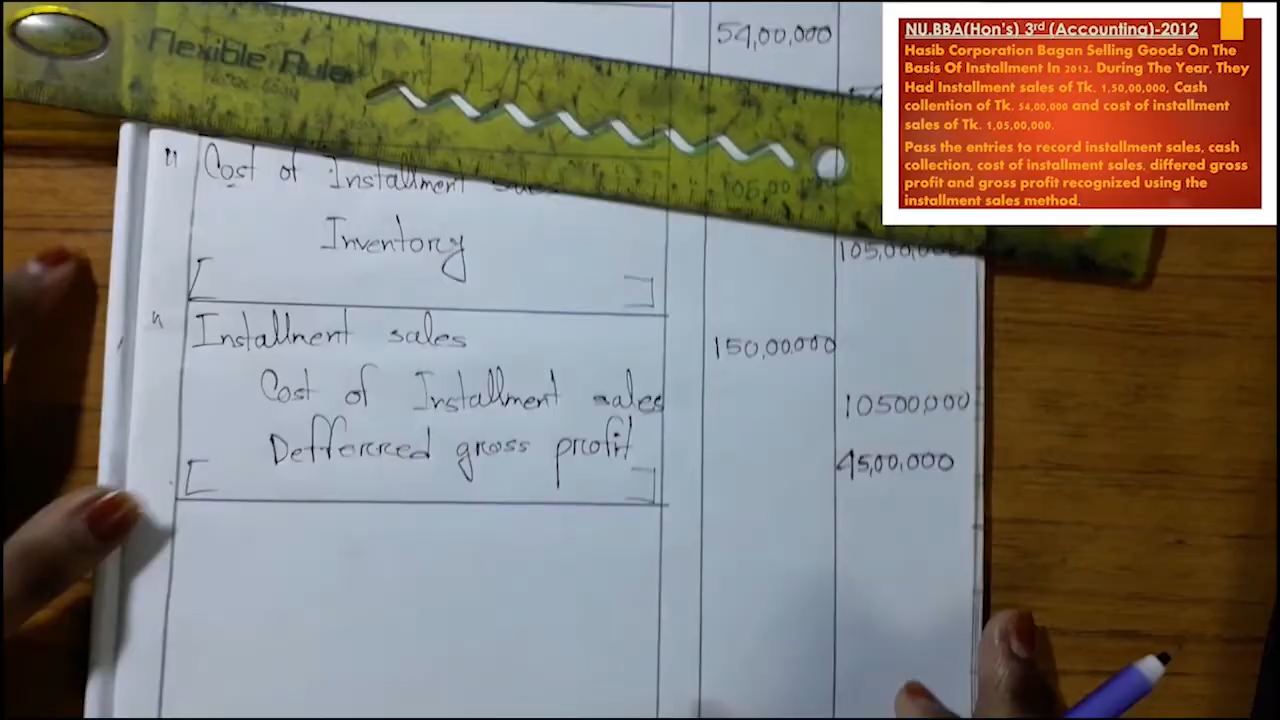 54,00,000
NU.BBA(Hon's) 3rd (Accounting)-2012
Hasib Corporation Bagan Selling Goods On The
Basis Of Installment In 2012. During The Year, They
Had Installment sales of Tk. 1,50,00,000, Cash
collention of Tk. 54,00,000 and cost of installment
sales of Tk. 1,05,00,000.
Pass the entries to record installment sales, cash
collection, cost of installment sales, differed gross
profit and gross profit recognized using the
installment sales method.
Flexible Ruler
" Cost of Installment sales 105,00
Inventory 105,00,000
[ ]
" Installment sales 150,00,000
Cost of Installment sales 10500,000
Defferred gross profit 45,00,000
[ ]